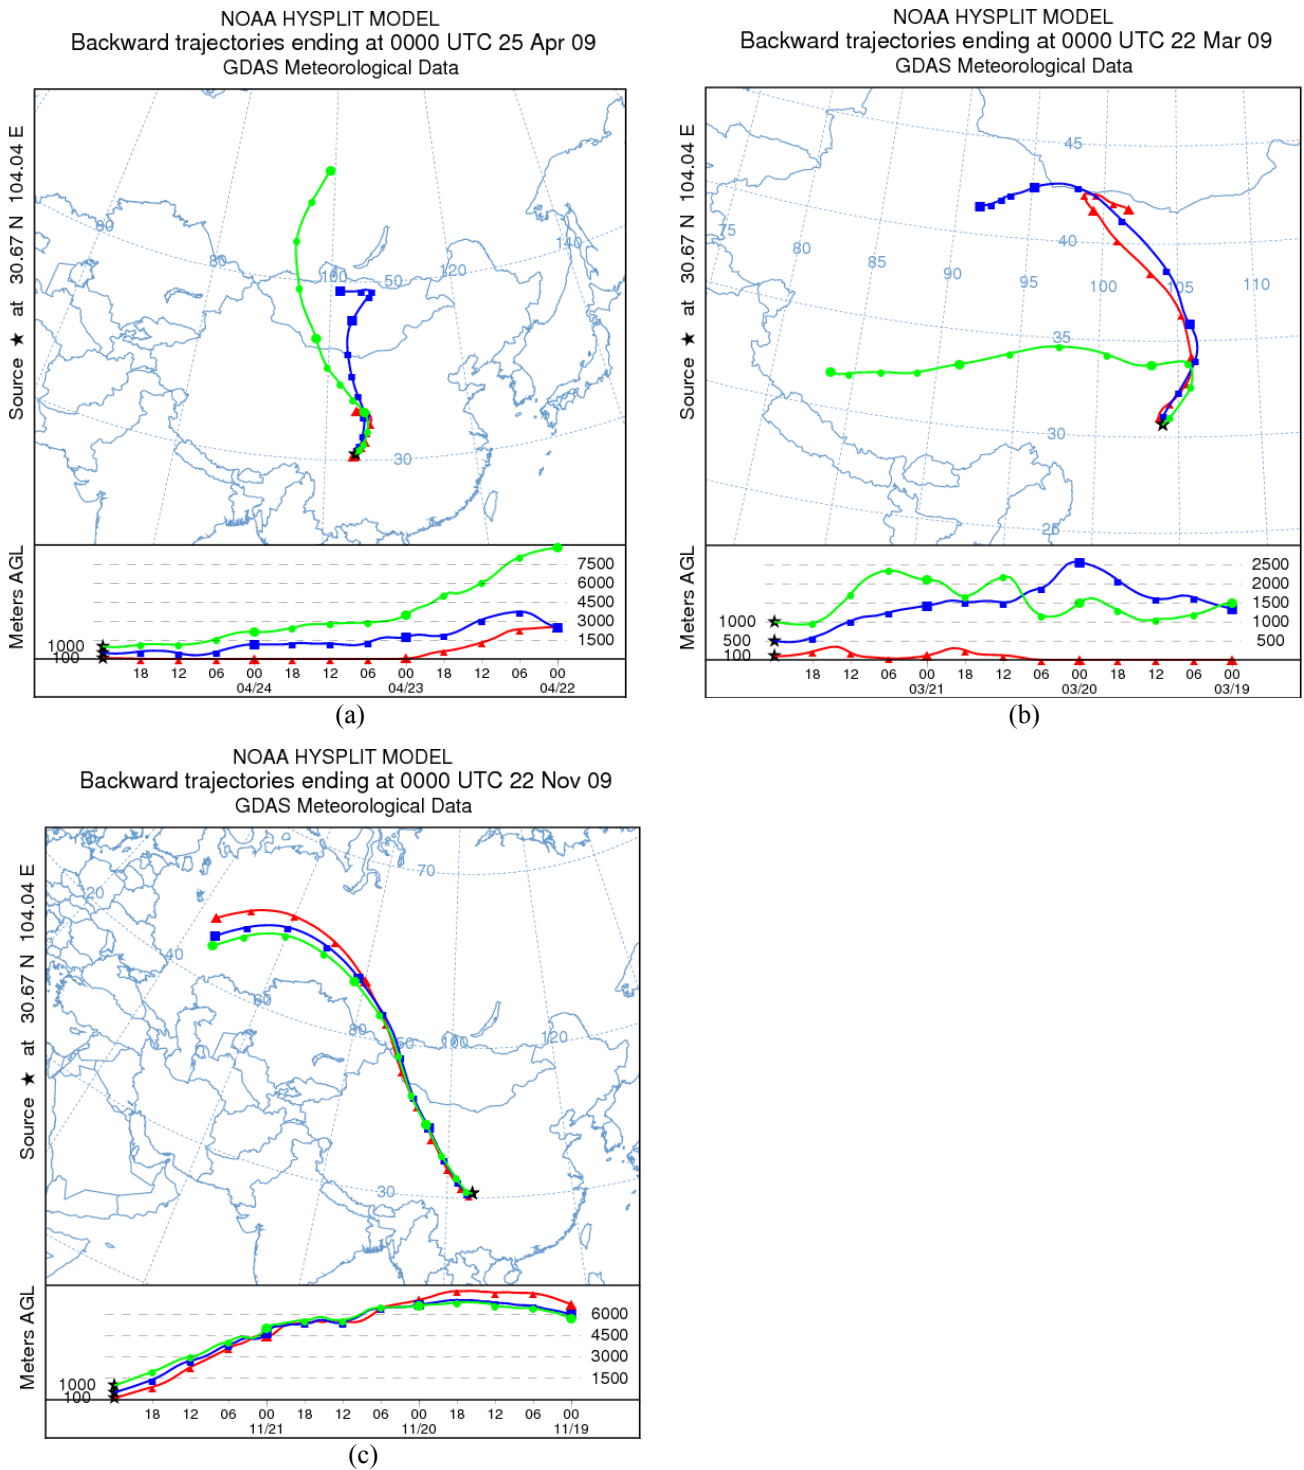 NOAA HYSPLIT MODEL
Backward trajectories ending at 0000 UTC 25 Apr 09
GDAS Meteorological Data
Source ★ at 30.67 N 104.04 E
60
80
100
50
120
140
30
Meters AGL
7500
6000
4500
3000
1500
1000
100
18 12 06 00 18 12 06 00 18 12 06 00
04/24 04/23 04/22
(a)
NOAA HYSPLIT MODEL
Backward trajectories ending at 0000 UTC 22 Mar 09
GDAS Meteorological Data
Source ★ at 30.67 N 104.04 E
45
75
80
40
85
90
95
100
105
110
35
30
25
Meters AGL
2500
2000
1500
1000
500
1000
500
100
18 12 06 00 18 12 06 00 18 12 06 00
03/21 03/20 03/19
(b)
NOAA HYSPLIT MODEL
Backward trajectories ending at 0000 UTC 22 Nov 09
GDAS Meteorological Data
Source ★ at 30.67 N 104.04 E
70
20
40
60
80
50
100
120
30
Meters AGL
6000
4500
3000
1500
1000
100
18 12 06 00 18 12 06 00 18 12 06 00
11/21 11/20 11/19
(c)